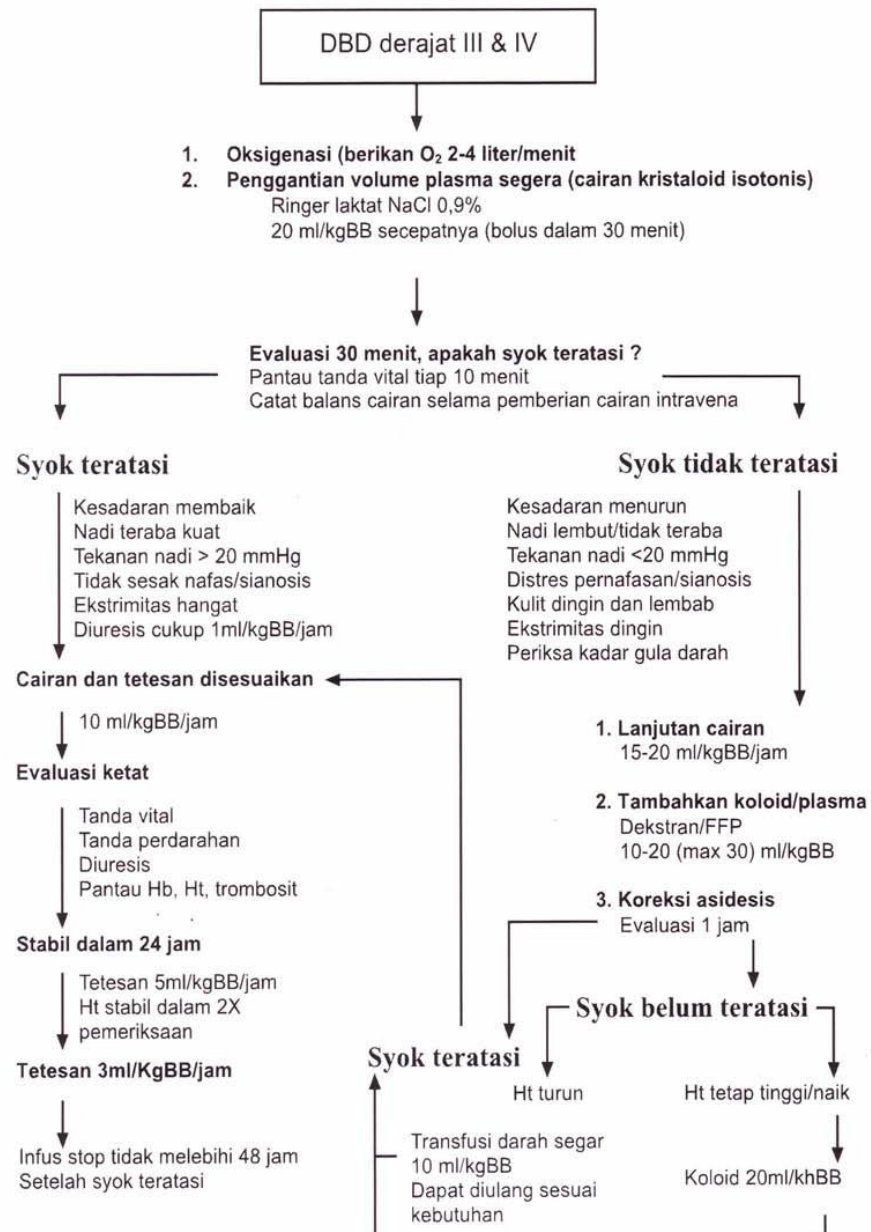 DBD derajat III & IV
1. Oksigenasi (berikan O₂ 2-4 liter/menit
2. Penggantian volume plasma segera (cairan kristaloid isotonis)
Ringer laktat NaCl 0,9%
20 ml/kgBB secepatnya (bolus dalam 30 menit)
Evaluasi 30 menit, apakah syok teratasi ?
Pantau tanda vital tiap 10 menit
Catat balans cairan selama pemberian cairan intravena
Syok teratasi
Kesadaran membaik
Nadi teraba kuat
Tekanan nadi > 20 mmHg
Tidak sesak nafas/sianosis
Ekstrimitas hangat
Diuresis cukup 1ml/kgBB/jam
Cairan dan tetesan disesuaikan
10 ml/kgBB/jam
Evaluasi ketat
Tanda vital
Tanda perdarahan
Diuresis
Pantau Hb, Ht, trombosit
Stabil dalam 24 jam
Tetesan 5ml/kgBB/jam
Ht stabil dalam 2X
pemeriksaan
Tetesan 3ml/KgBB/jam
Infus stop tidak melebihi 48 jam
Setelah syok teratasi
Syok tidak teratasi
Kesadaran menurun
Nadi lembut/tidak teraba
Tekanan nadi <20 mmHg
Distres pernafasan/sianosis
Kulit dingin dan lembab
Ekstrimitas dingin
Periksa kadar gula darah
1. Lanjutan cairan
15-20 ml/kgBB/jam
2. Tambahkan koloid/plasma
Dekstran/FFP
10-20 (max 30) ml/kgBB
3. Koreksi asidesis
Evaluasi 1 jam
Syok belum teratasi
Syok teratasi
Ht turun
Transfusi darah segar
10 ml/kgBB
Dapat diulang sesuai
kebutuhan
Ht tetap tinggi/naik
Koloid 20ml/khBB